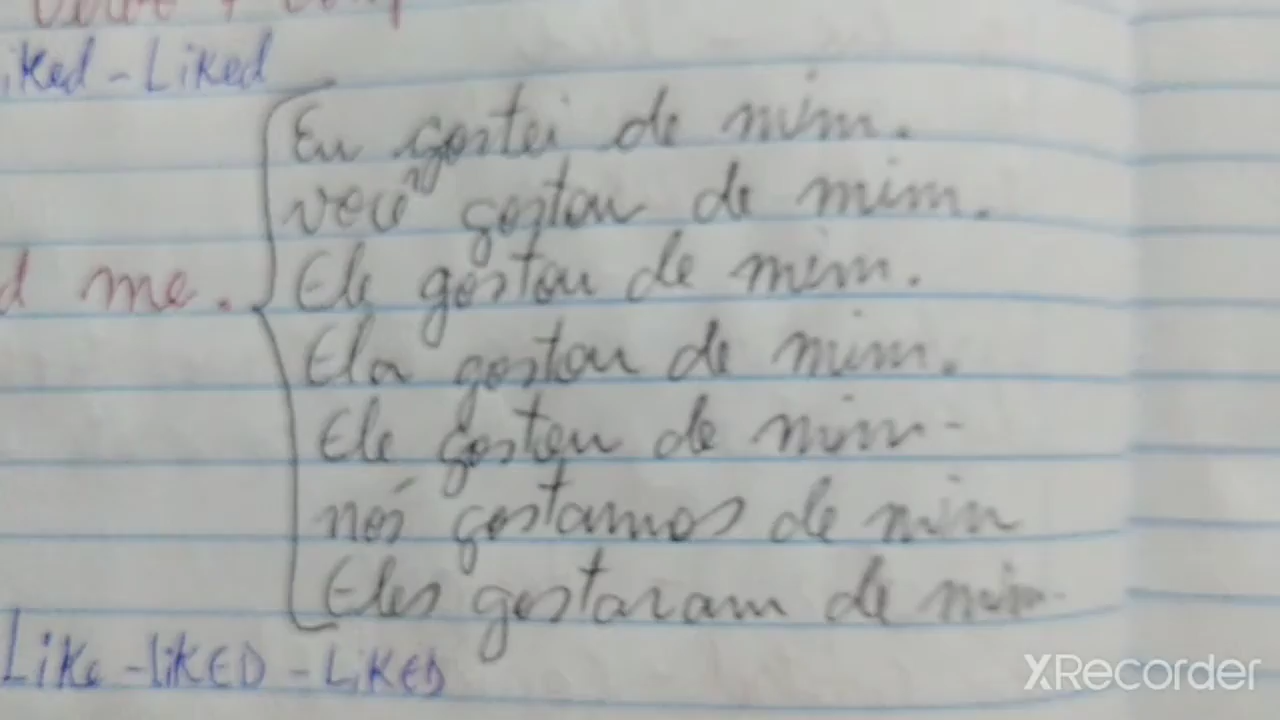 iked - Liked
Eu gostei de mim.
você gostou de mim.
d me. Ele gostou de mim.
Ela gostou de mim.
Ele gostou de mim -
nós gostamos de mim
Eles gostaram de mim.
Like - likED - LikED
XRecorder